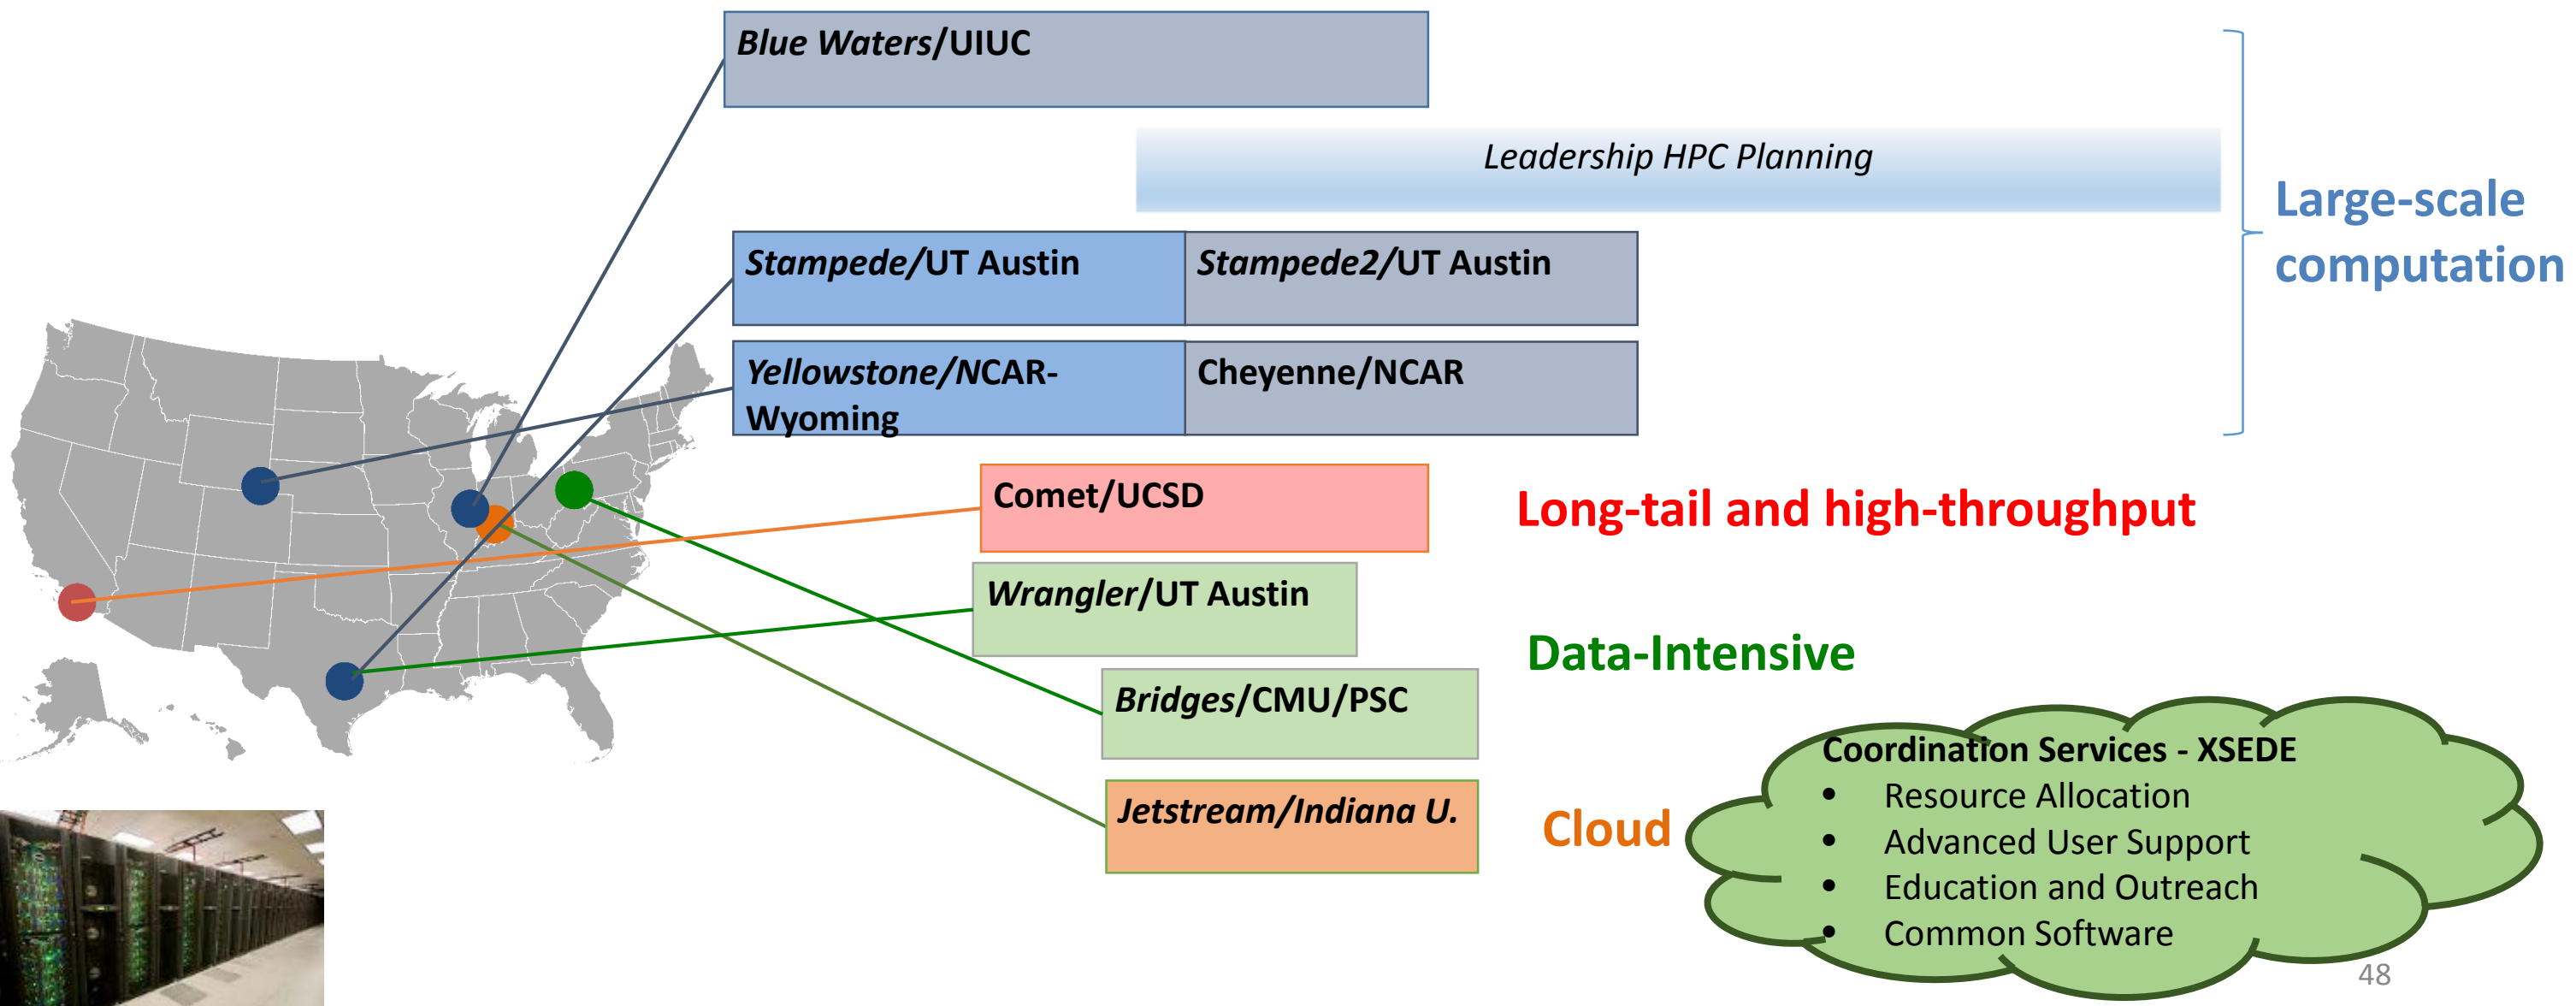 Blue Waters/UIUC
Leadership HPC Planning
Large-scale
computation
Stampede/UT Austin
Stampede2/UT Austin
Yellowstone/NCAR-
Wyoming
Cheyenne/NCAR
Comet/UCSD
Long-tail and high-throughput
Wrangler/UT Austin
Data-Intensive
Bridges/CMU/PSC
Jetstream/Indiana U.
Cloud
Coordination Services - XSEDE
• Resource Allocation
• Advanced User Support
• Education and Outreach
• Common Software
48